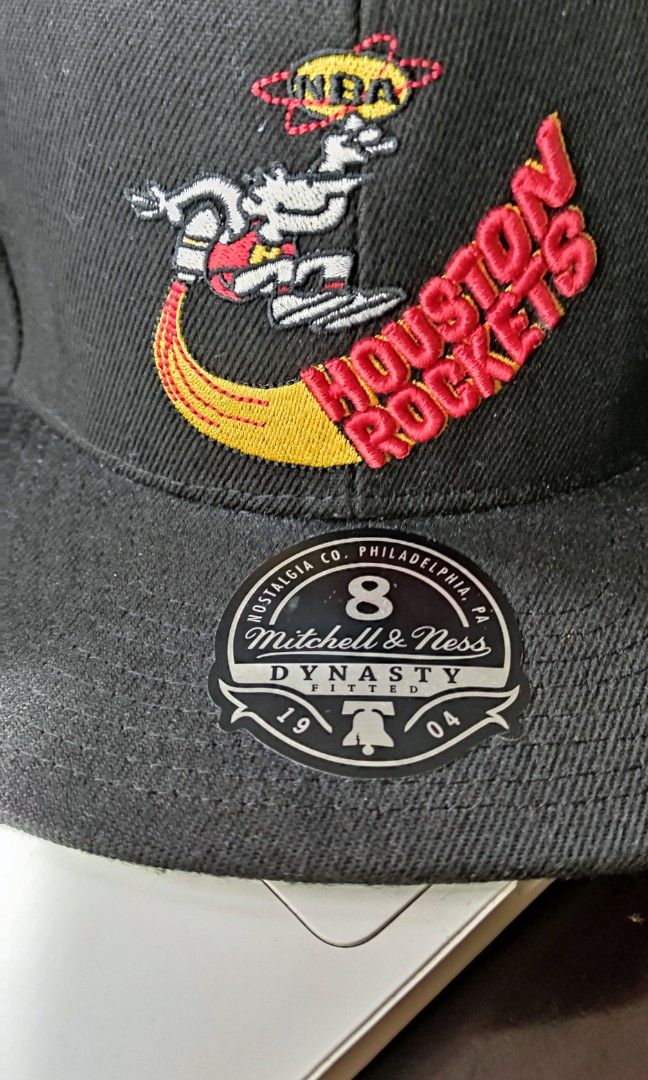 NBA
HOUSTON
ROCKETS
NOSTALGIA CO. PHILADELPHIA, PA
8
Mitchell & Ness
DYNASTY
FITTED
19 04